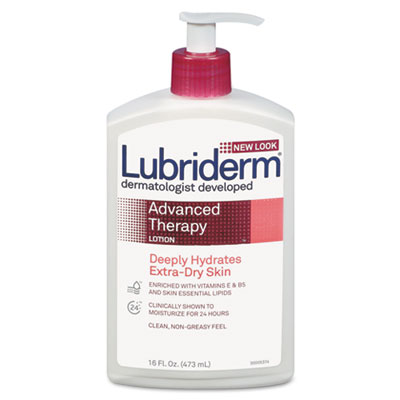 NEW LOOK
Lubriderm
dermatologist developed
Advanced
Therapy
LOTION
Deeply Hydrates
Extra-Dry Skin
ENRICHED WITH VITAMINS E & B5
AND SKIN ESSENTIAL LIPIDS
24
CLINICALLY SHOWN TO
MOISTURIZE FOR 24 HOURS
CLEAN, NON-GREASY FEEL
16 Fl. Oz. (473 mL)